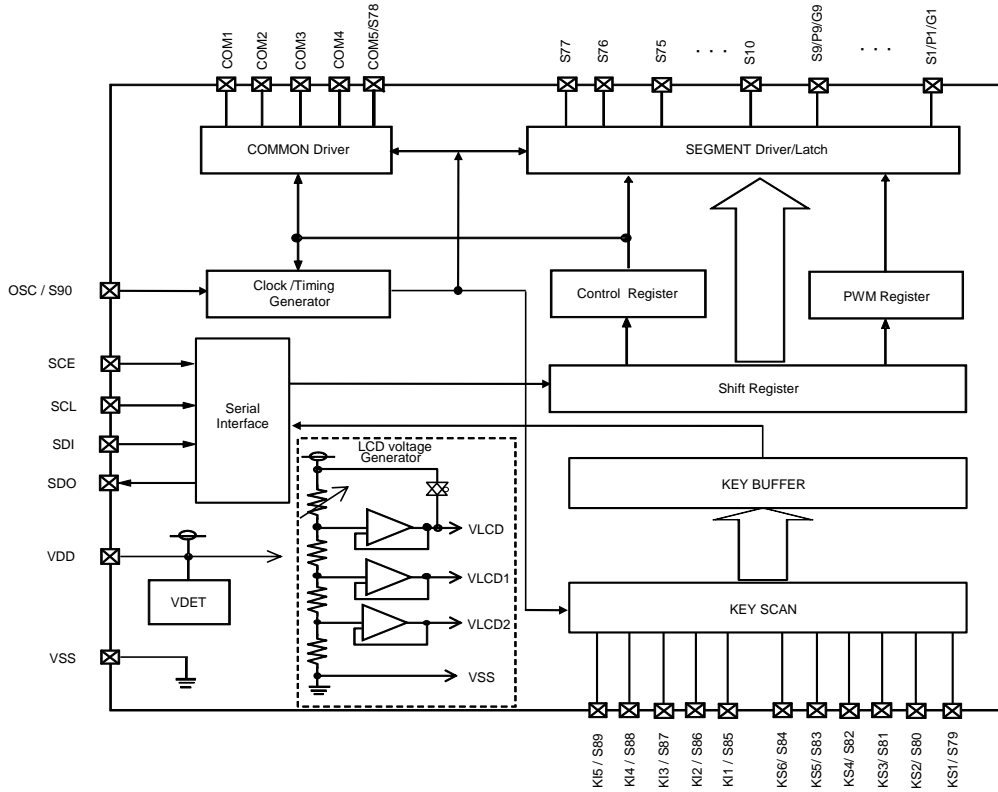 COM1
COM2
COM3
COM4
COM5/S78
S77
S76
S75
. . .
S10
S9/P9/G9
. . .
S1/P1/G1
COMMON Driver
SEGMENT Driver/Latch
OSC / S90
Clock /Timing
Generator
Control Register
PWM Register
SCE
SCL
SDI
SDO
Serial
Interface
Shift Register
LCD voltage
Generator
KEY BUFFER
VLCD
VLCD1
VLCD2
VSS
VDD
VDET
VSS
KEY SCAN
KI5 / S89
KI4 / S88
KI3 / S87
KI2 / S86
KI1 / S85
KS6/ S84
KS5/ S83
KS4/ S82
KS3/ S81
KS2/ S80
KS1/ S79